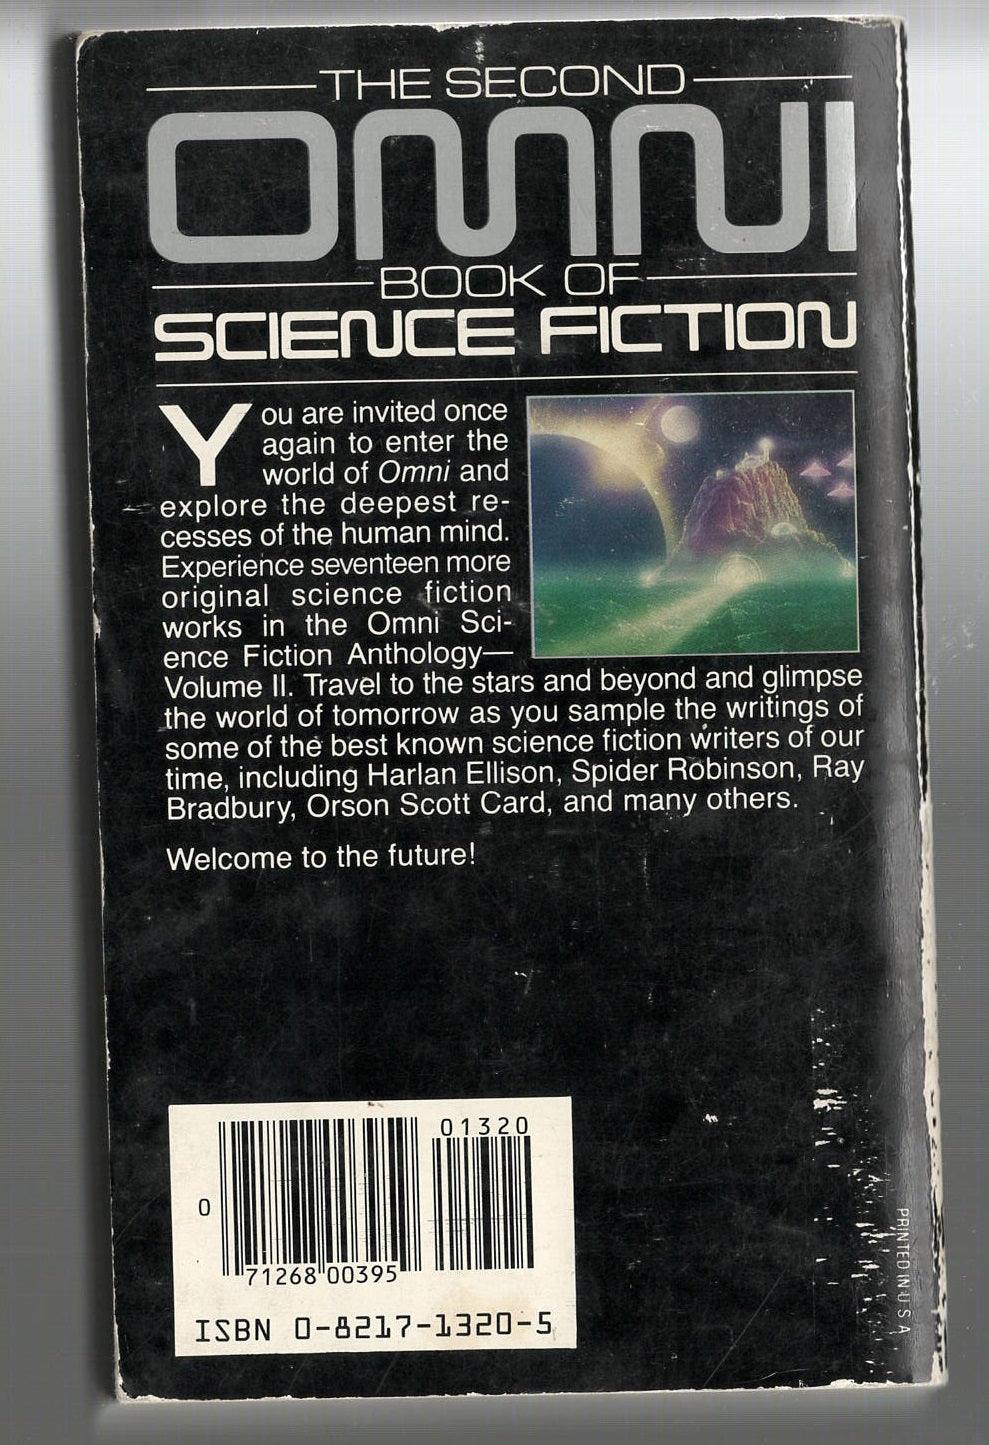 THE SECOND
OMNI
BOOK OF
SCIENCE FICTION
You are invited once
again to enter the
world of Omni and
explore the deepest re-
cesses of the human mind.
Experience seventeen more
original science fiction
works in the Omni Sci-
ence Fiction Anthology—
Volume II. Travel to the stars and beyond and glimpse
the world of tomorrow as you sample the writings of
some of the best known science fiction writers of our
time, including Harlan Ellison, Spider Robinson, Ray
Bradbury, Orson Scott Card, and many others.
Welcome to the future!
01320
0
71268 00395
ISBN 0-8217-1320-5
PRINTED IN U S A